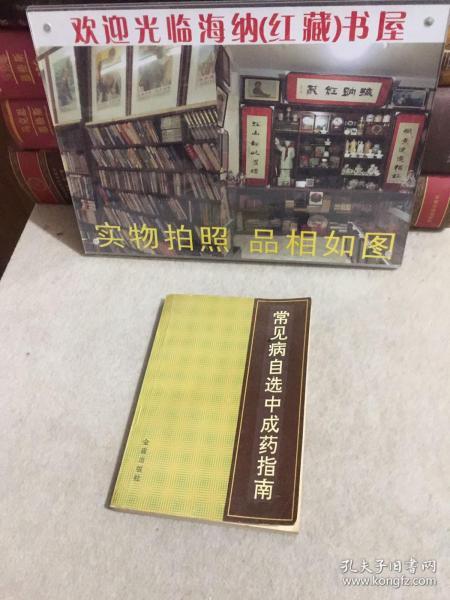 欢迎光临海纳(红藏)书屋
实物拍照 品相如图
常见病自选中成药指南
金盾出版社
孔夫子旧书网
www.kongfz.com